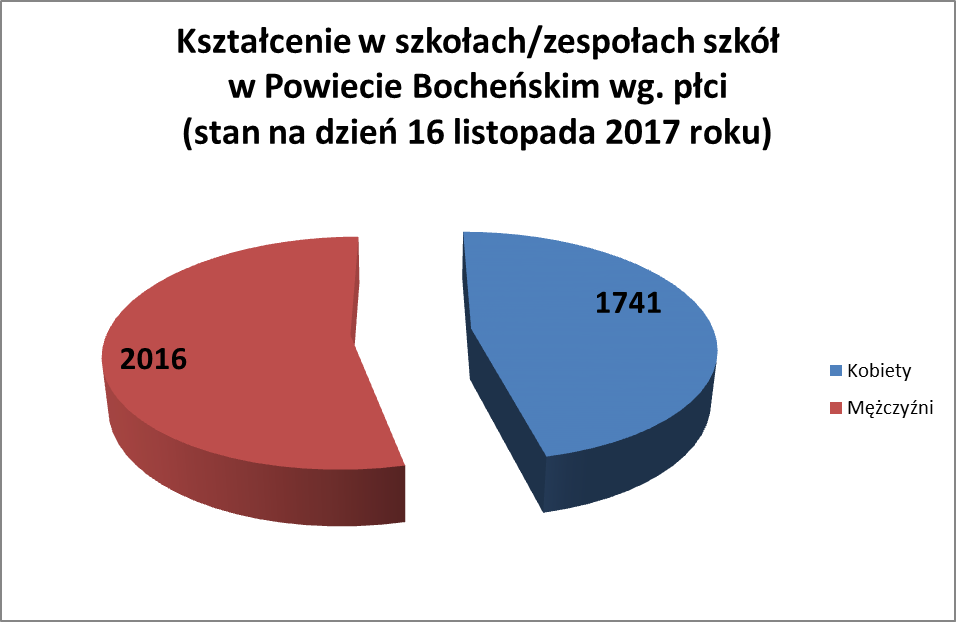 Kształcenie w szkołach/zespołach szkół
w Powiecie Bocheńskim wg. płci
(stan na dzień 16 listopada 2017 roku)
1741
2016
Kobiety
Mężczyźni